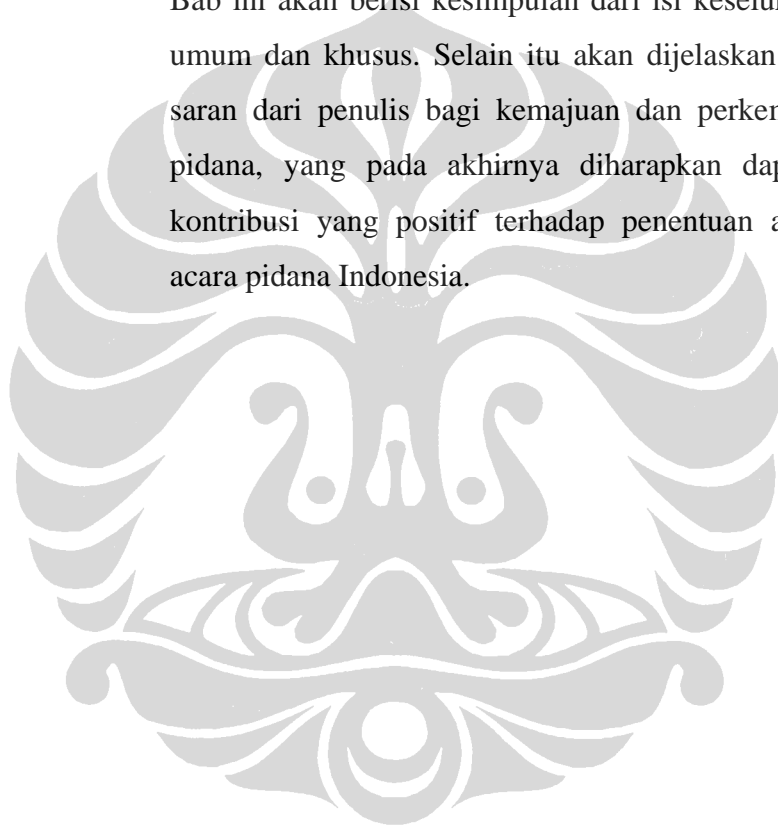 Bab ini akan berisi kesimpulan dari isi
umum dan khusus. Selain itu akan dijelaskan
saran dari penulis bagi kemajuan dan
pidana, yang pada akhirnya diharapkan
kontribusi yang positif terhadap penentuan
acara pidana Indonesia.